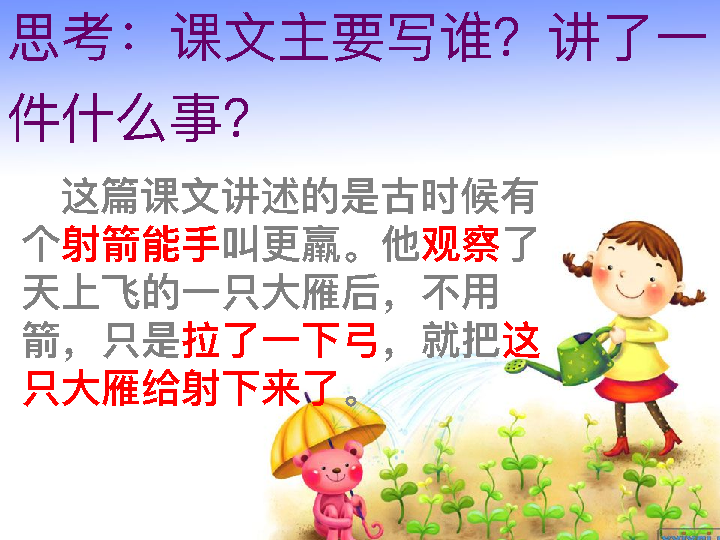 思考：课文主要写谁？讲了一
件什么事？
这篇课文讲述的是古时候有
个射箭能手叫更羸。他观察了
天上飞的一只大雁后，不用
箭，只是拉了一下弓，就把这
只大雁给射下来了。